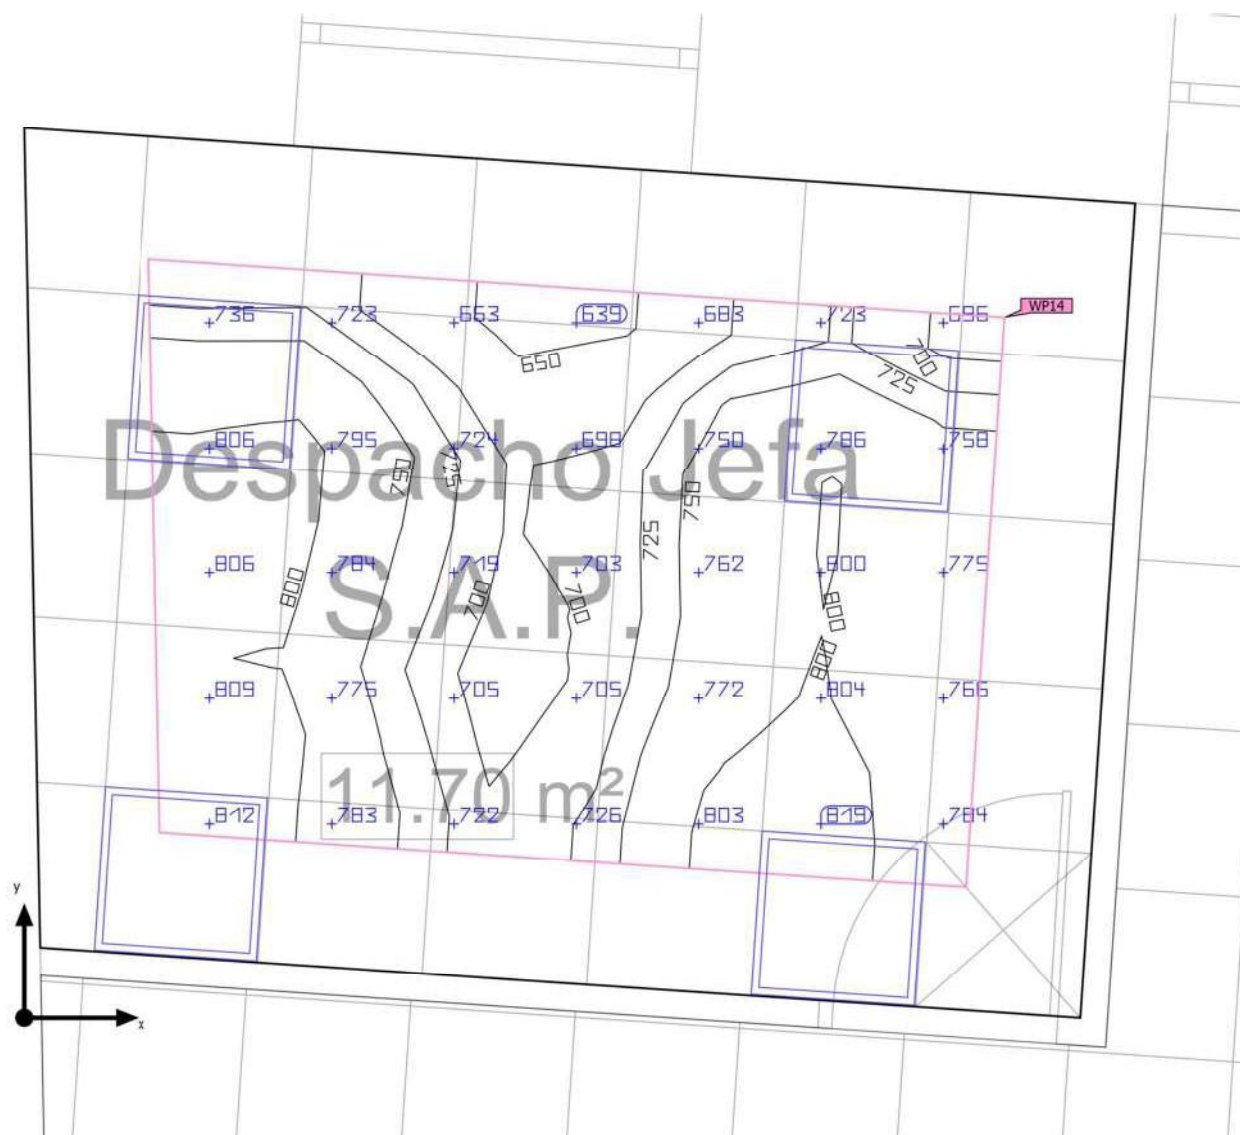 WP14
736 723 663 639 683 723 696
650
700
725
Despacho Jefa
806 795 724 698 750 786 758
750 725 750
725
S.A.P.
806 784 719 703 762 800 775
800 700 700 800
800
809 775 705 705 772 804 766
11.70 m²
812 783 722 726 803 819 784
y
x